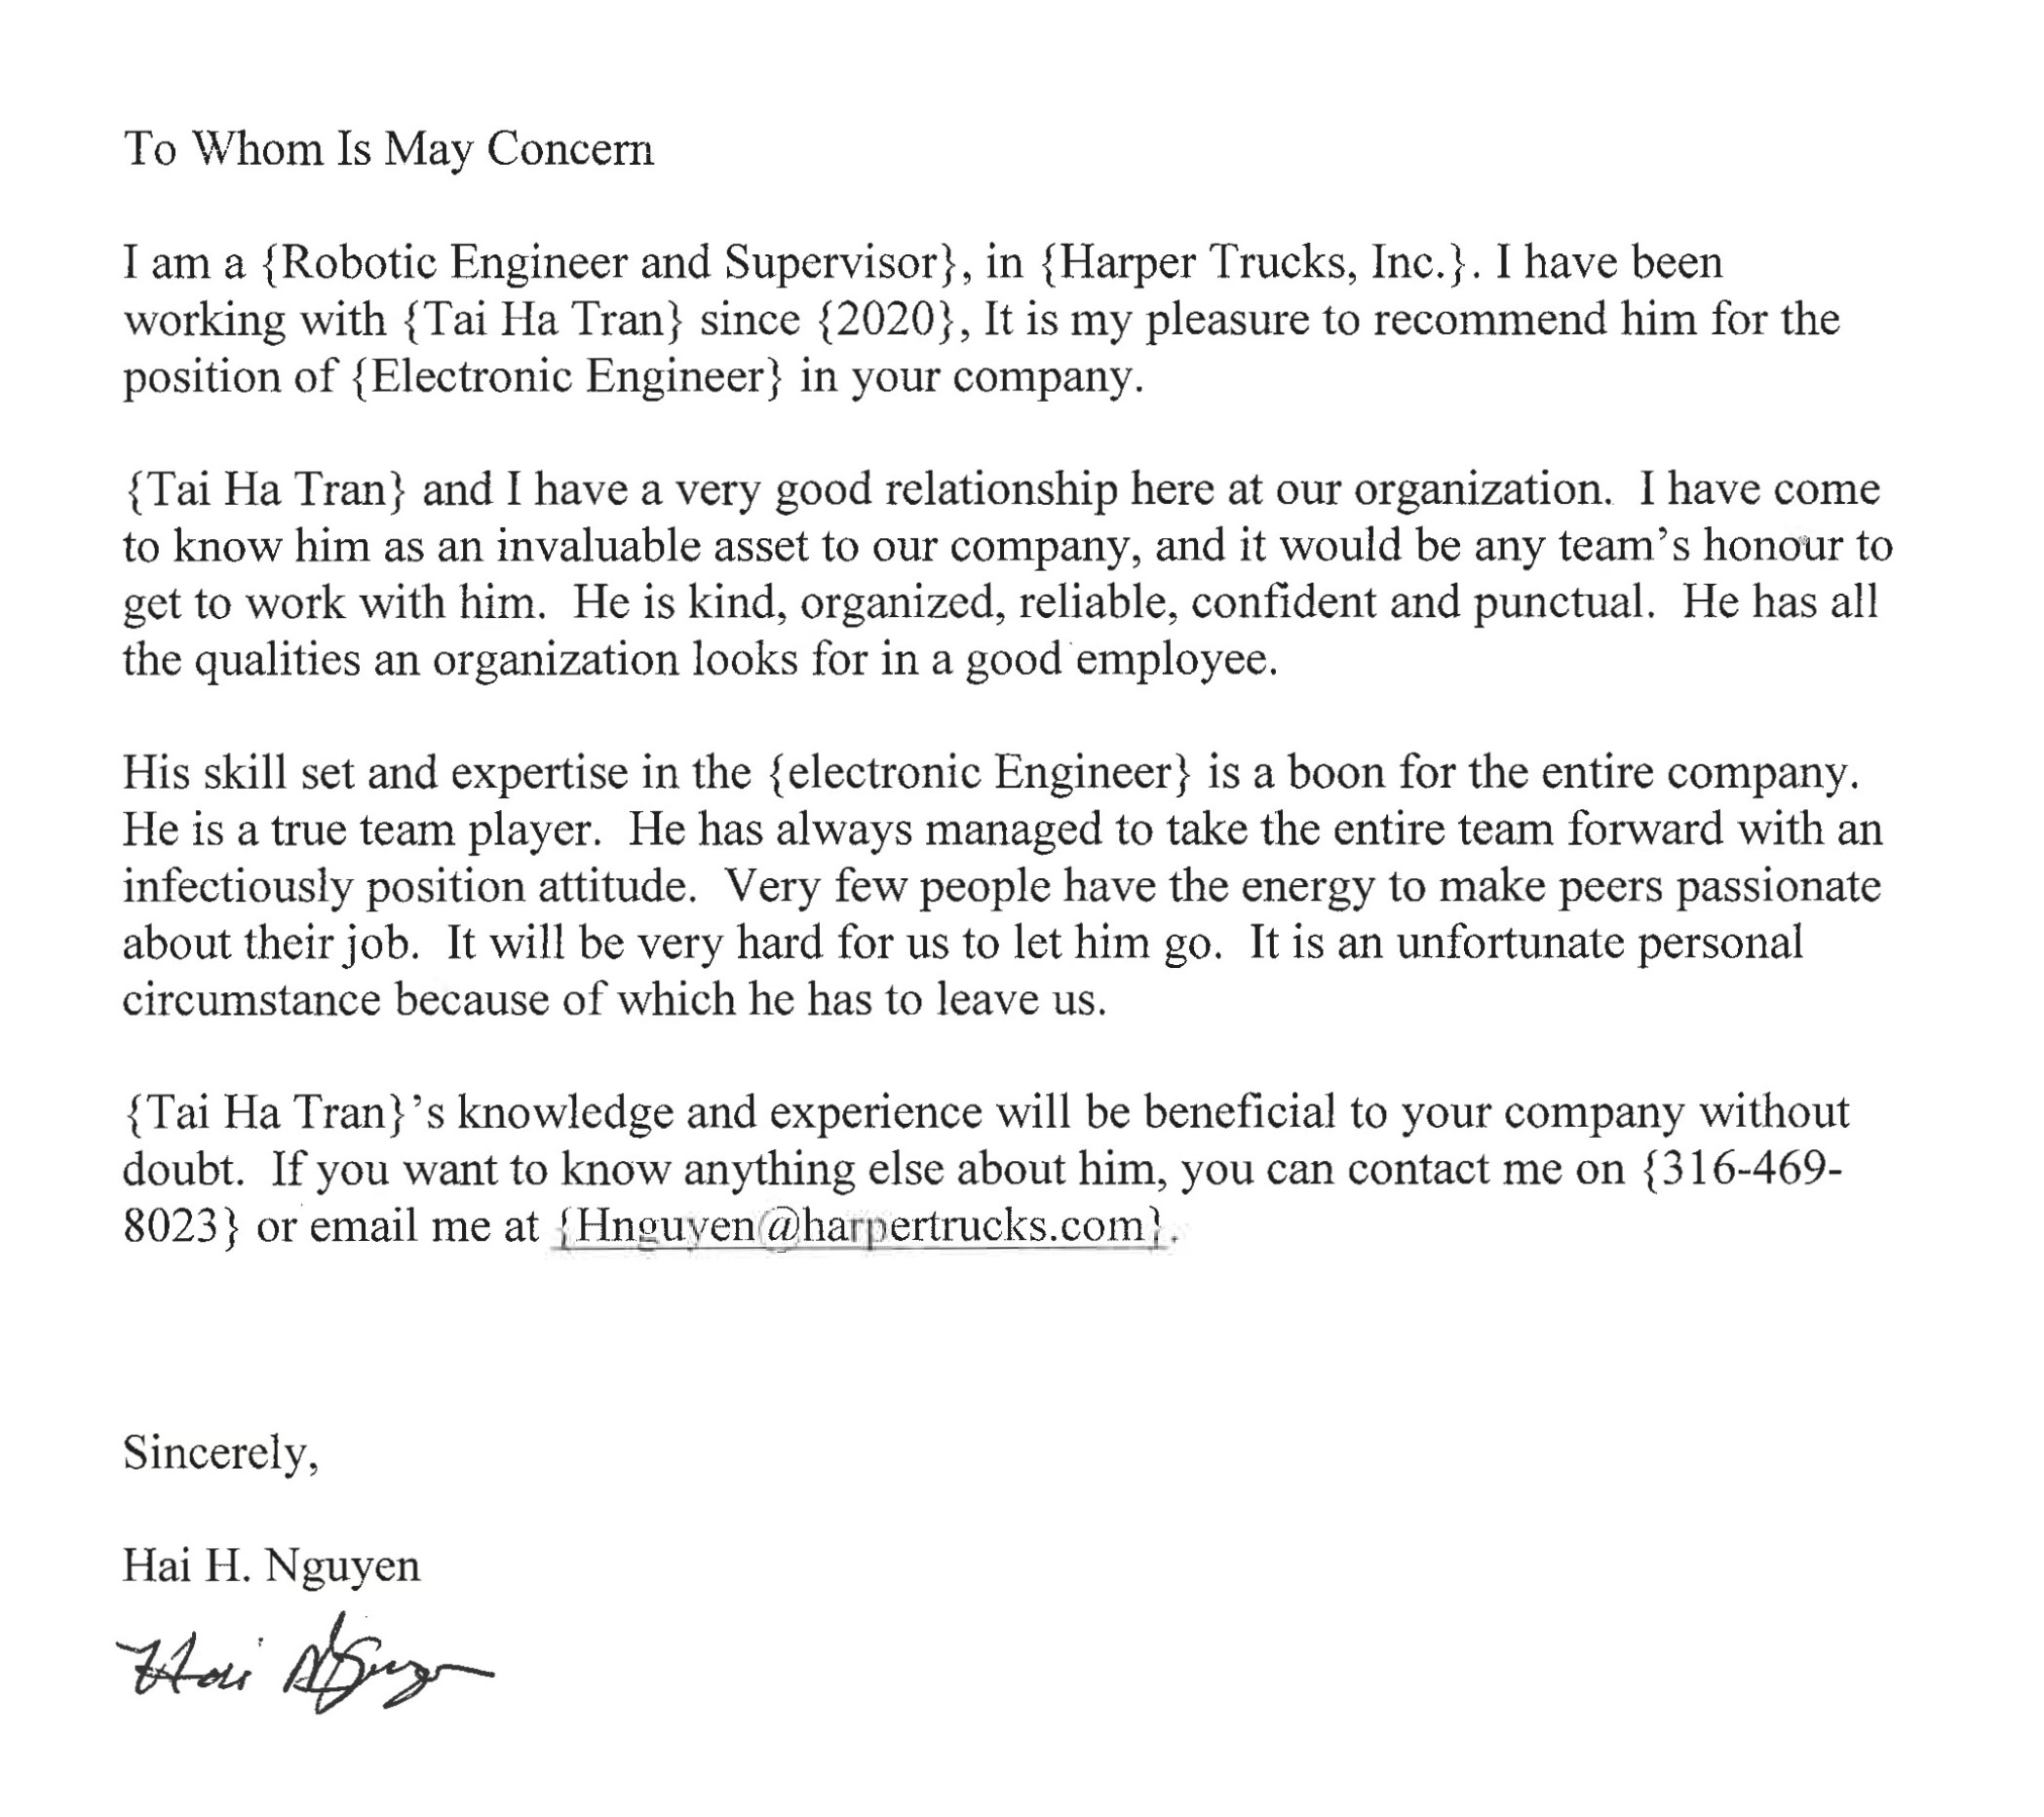 To Whom Is May Concern
I am a {Robotic Engineer and Supervisor}, in {Harper Trucks, Inc.}. I have been
working with {Tai Ha Tran} since {2020}, It is my pleasure to recommend him for the
position of {Electronic Engineer} in your company.
{Tai Ha Tran} and I have a very good relationship here at our organization. I have come
to know him as an invaluable asset to our company, and it would be any team’s honour to
get to work with him. He is kind, organized, reliable, confident and punctual. He has all
the qualities an organization looks for in a good employee.
His skill set and expertise in the {electronic Engineer} is a boon for the entire company.
He is a true team player. He has always managed to take the entire team forward with an
infectiously position attitude. Very few people have the energy to make peers passionate
about their job. It will be very hard for us to let him go. It is an unfortunate personal
circumstance because of which he has to leave us.
{Tai Ha Tran}’s knowledge and experience will be beneficial to your company without
doubt. If you want to know anything else about him, you can contact me on {316-469-
8023} or email me at {Hnguyen@harpertrucks.com}.
Sincerely,
Hai H. Nguyen
Hai Nguyen